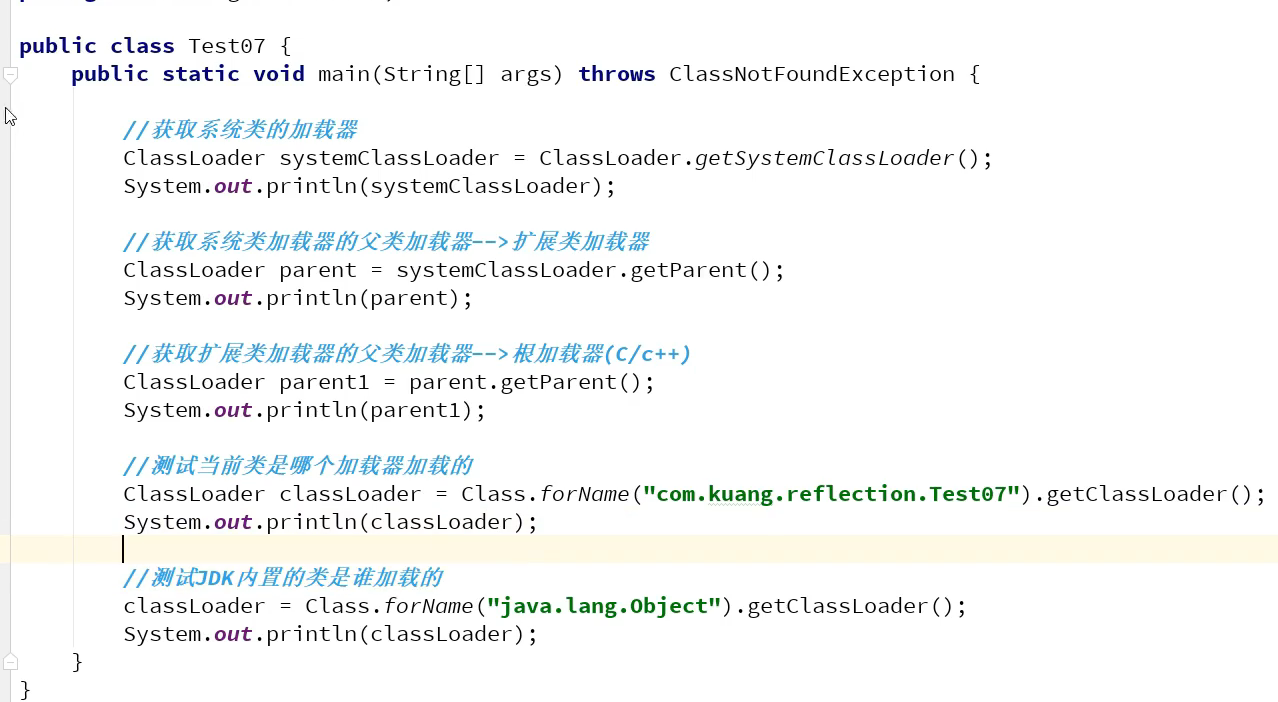 public class Test07 {
public static void main(String[] args) throws ClassNotFoundException {
//获取系统类的加载器
ClassLoader systemClassLoader = ClassLoader.getSystemClassLoader();
System.out.println(systemClassLoader);
//获取系统类加载器的父类加载器-->扩展类加载器
ClassLoader parent = systemClassLoader.getParent();
System.out.println(parent);
//获取扩展类加载器的父类加载器-->根加载器(C/c++)
ClassLoader parent1 = parent.getParent();
System.out.println(parent1);
//测试当前类是哪个加载器加载的
ClassLoader classLoader = Class.forName("com.kuang.reflection.Test07").getClassLoader();
System.out.println(classLoader);
//测试JDK内置的类是谁加载的
classLoader = Class.forName("java.lang.Object").getClassLoader();
System.out.println(classLoader);
}
}